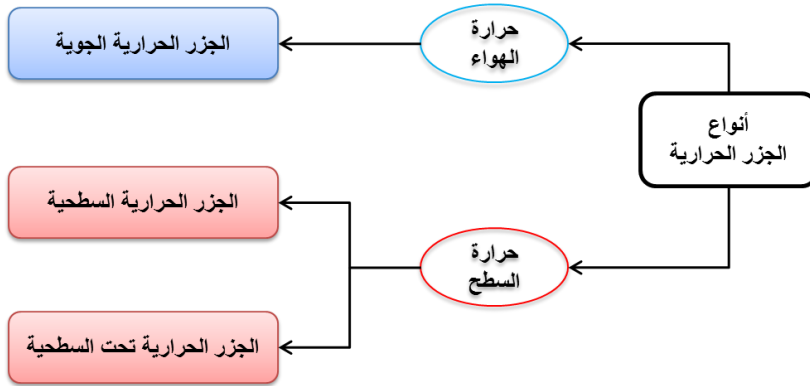 أنواع
الجزر الحرارية
حرارة
الهواء
الجزر الحرارية الجوية
حرارة
السطح
الجزر الحرارية السطحية
الجزر الحرارية تحت السطحية